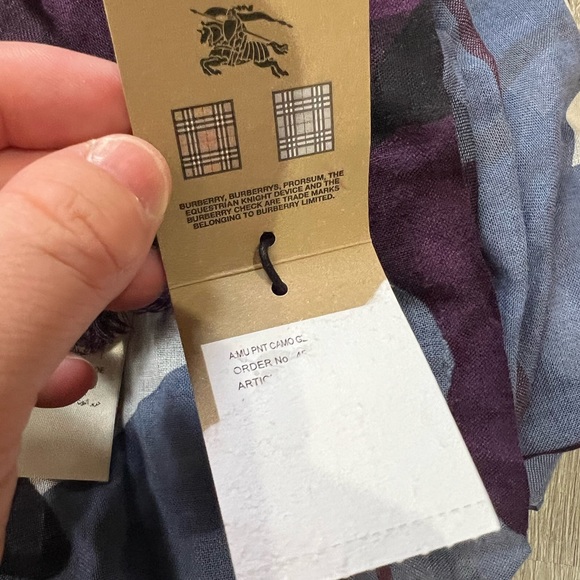 BURBERRY, BURBERRYS, PRORSUM, THE
EQUESTRIAN KNIGHT DEVICE AND THE
BURBERRY CHECK ARE TRADE MARKS
BELONGING TO BURBERRY LIMITED.
A.MU PNT CAMO
ORDER No